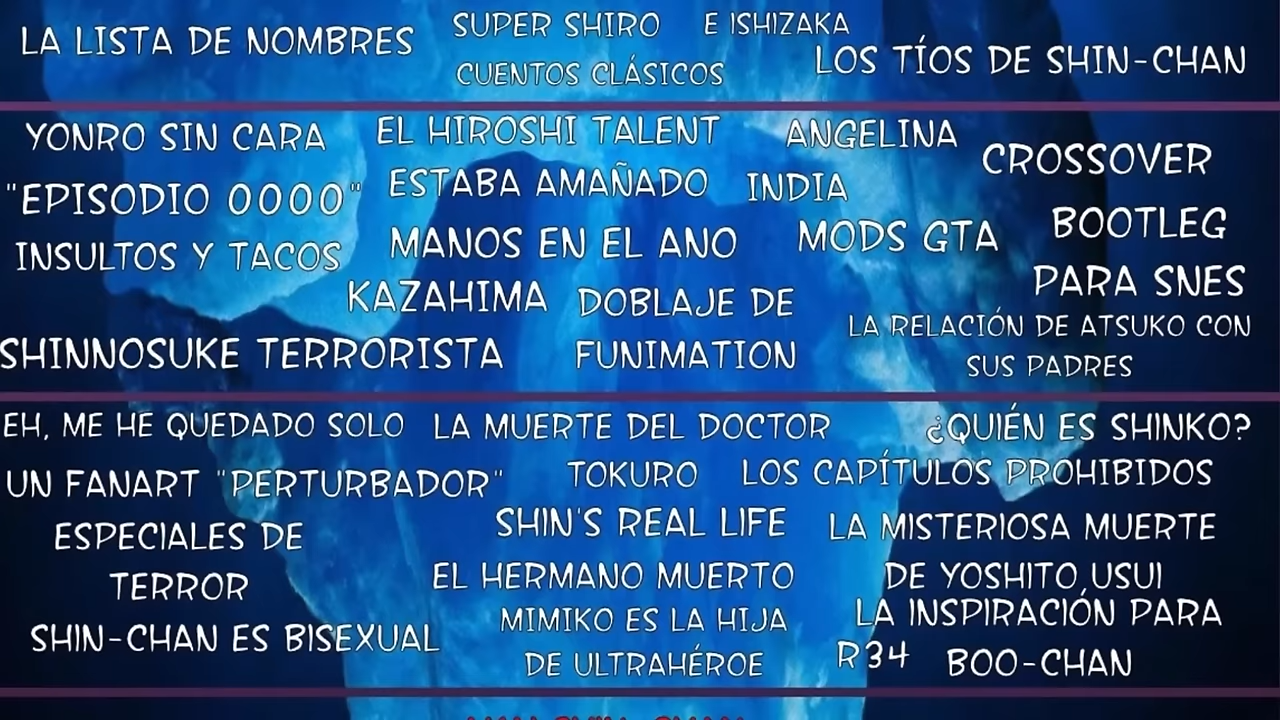 LA LISTA DE NOMBRES
SUPER SHIRO
E ISHIZAKA
CUENTOS CLÁSICOS
LOS TÍOS DE SHIN-CHAN
YONRO SIN CARA
EL HIROSHI TALENT
ESTABA AMAÑADO
ANGELINA
CROSSOVER
"EPISODIO 0000"
INDIA
INSULTOS Y TACOS
MANOS EN EL ANO
MODS GTA
BOOTLEG
PARA SNES
KAZAHIMA
DOBLAJE DE
FUNIMATION
SHINNOSUKE TERRORISTA
LA RELACIÓN DE ATSUKO CON
SUS PADRES
EH, ME HE QUEDADO SOLO
LA MUERTE DEL DOCTOR
¿QUIÉN ES SHINKO?
UN FANART "PERTURBADOR"
TOKURO
LOS CAPÍTULOS PROHIBIDOS
ESPECIALES DE
TERROR
SHIN'S REAL LIFE
LA MISTERIOSA MUERTE
DE YOSHITO USUI
EL HERMANO MUERTO
SHIN-CHAN ES BISEXUAL
MIMIKO ES LA HIJA
DE ULTRAHÉROE
R34
LA INSPIRACIÓN PARA
BOO-CHAN